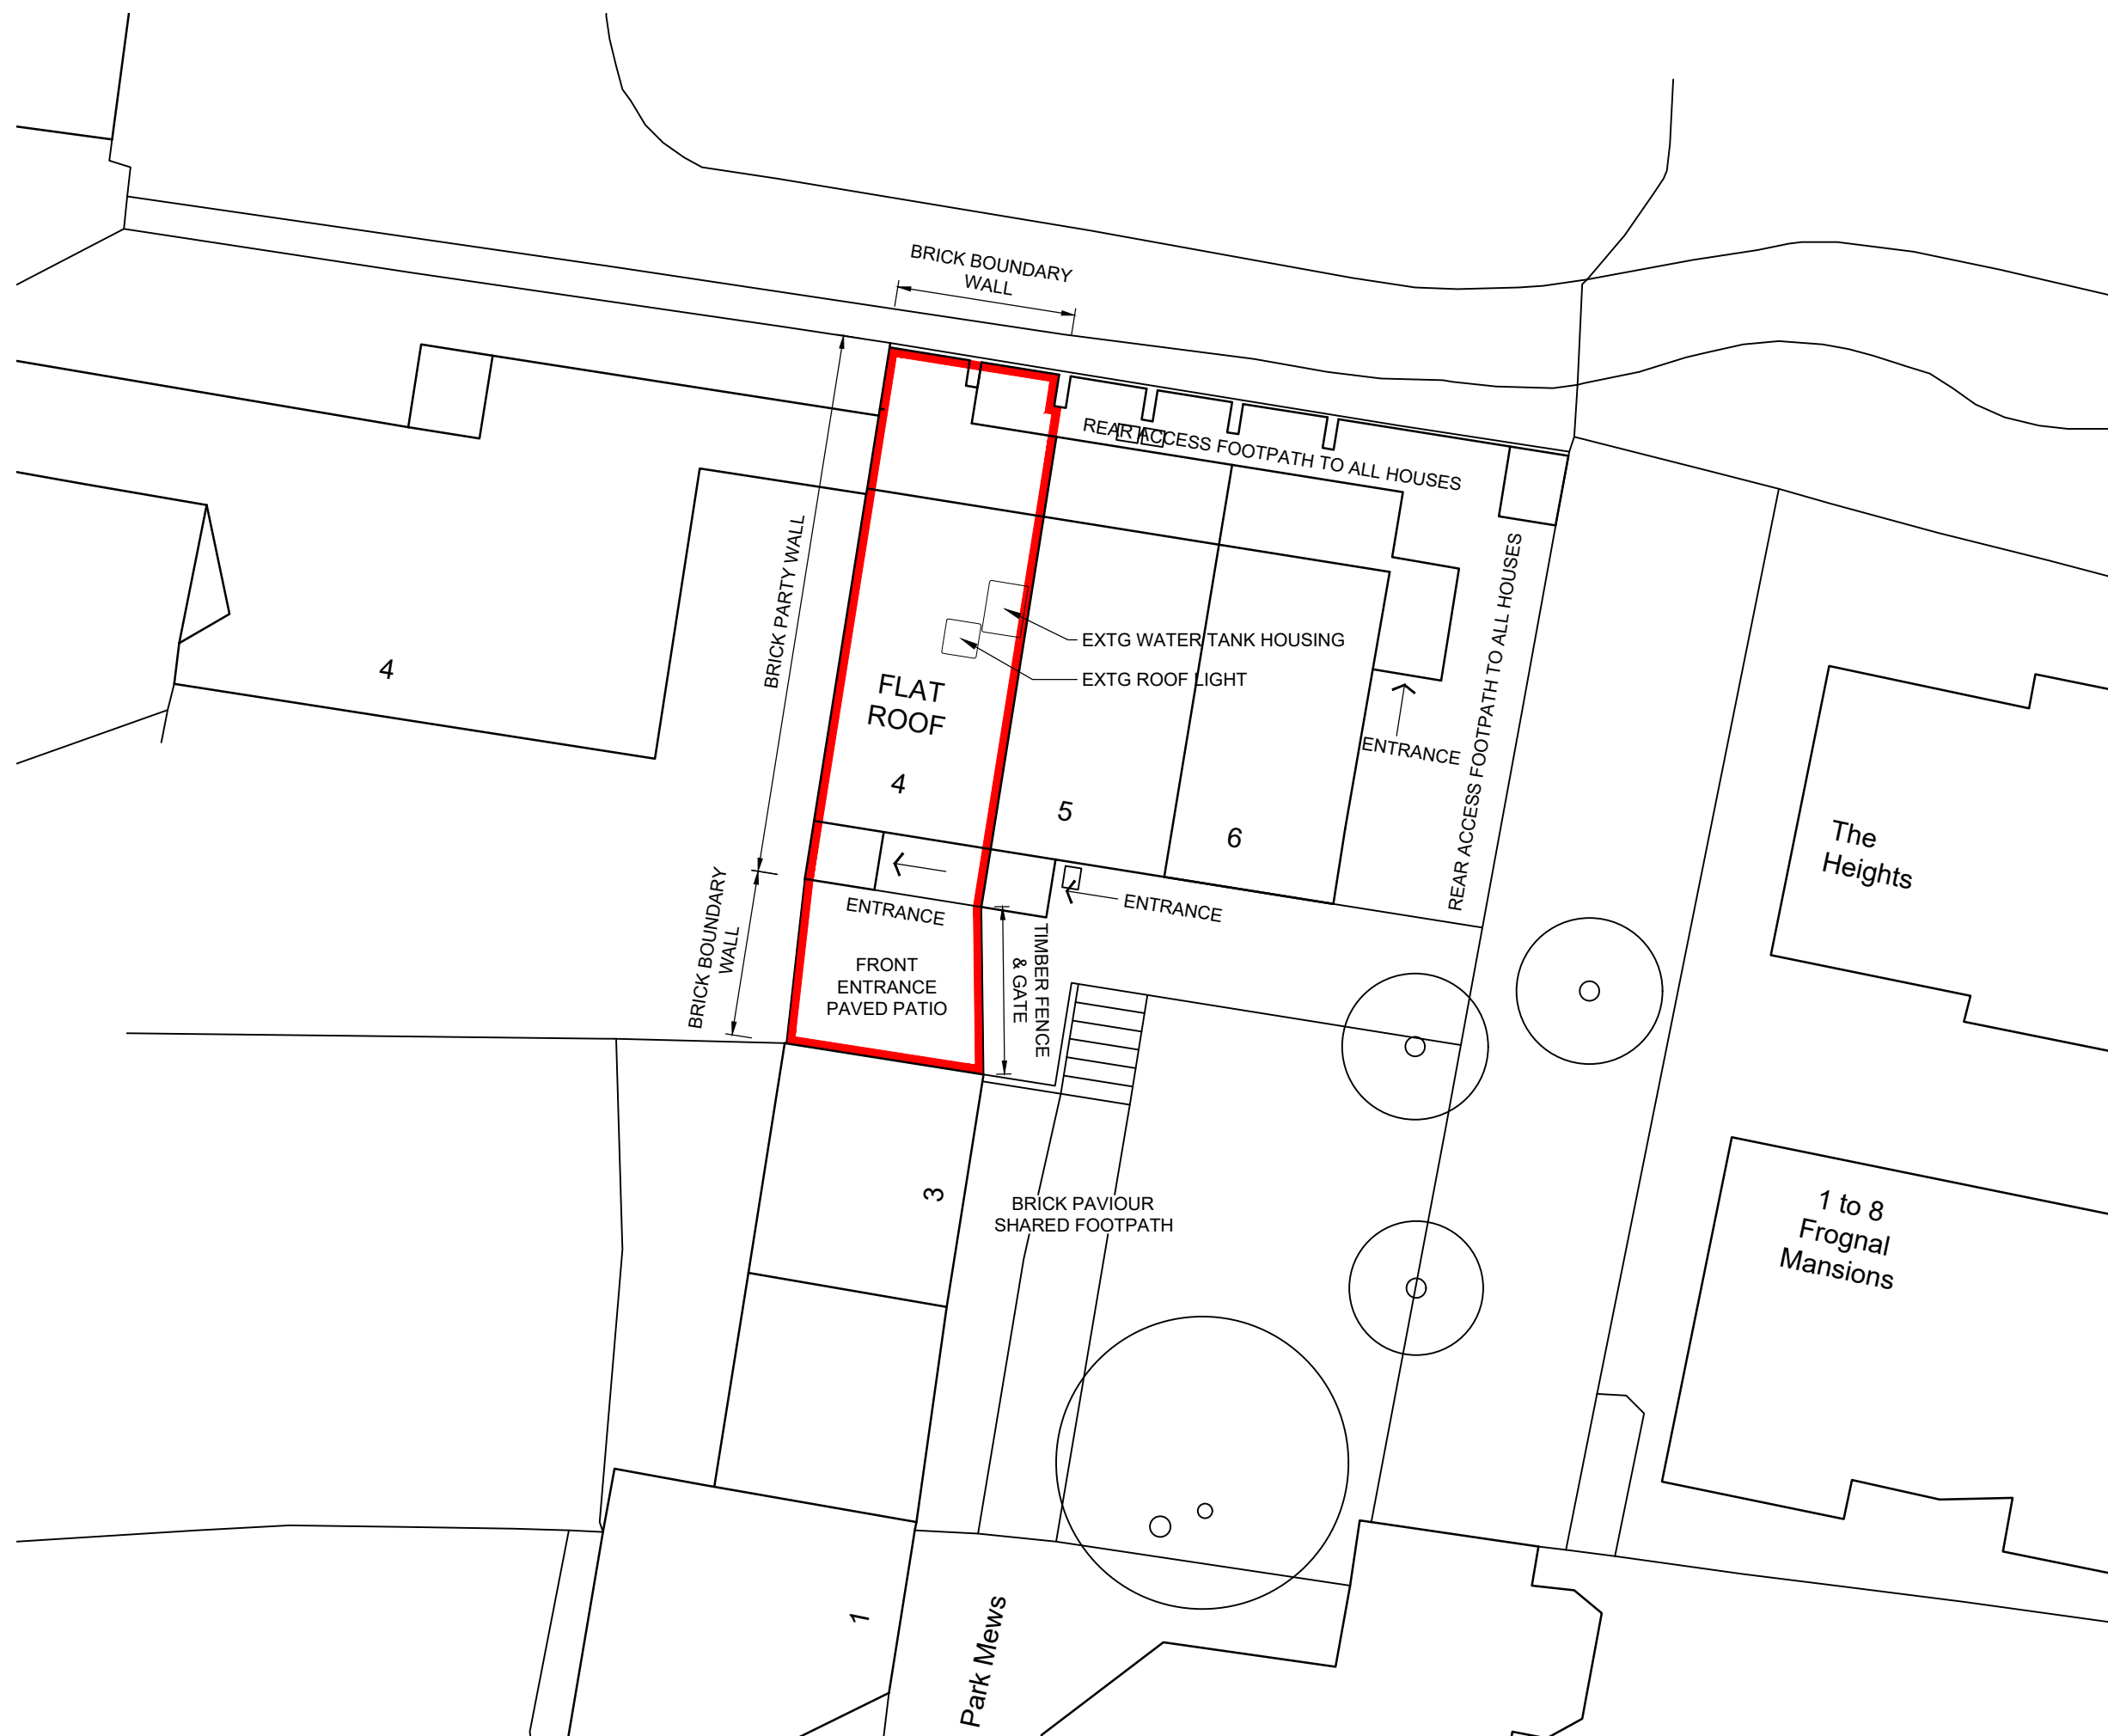 BRICK BOUNDARY
WALL
REAR ACCESS FOOTPATH TO ALL HOUSES
BRICK PARTY WALL
REAR ACCESS FOOTPATH TO ALL HOUSES
EXTG WATER TANK HOUSING
EXTG ROOF LIGHT
4
FLAT
ROOF
4
5
6
ENTRANCE
The
Heights
BRICK BOUNDARY
WALL
ENTRANCE
ENTRANCE
FRONT
ENTRANCE
PAVED PATIO
TIMBER FENCE
& GATE
3
BRICK PAVIOUR
SHARED FOOTPATH
1 to 8
Frognal
Mansions
1
Park Mews